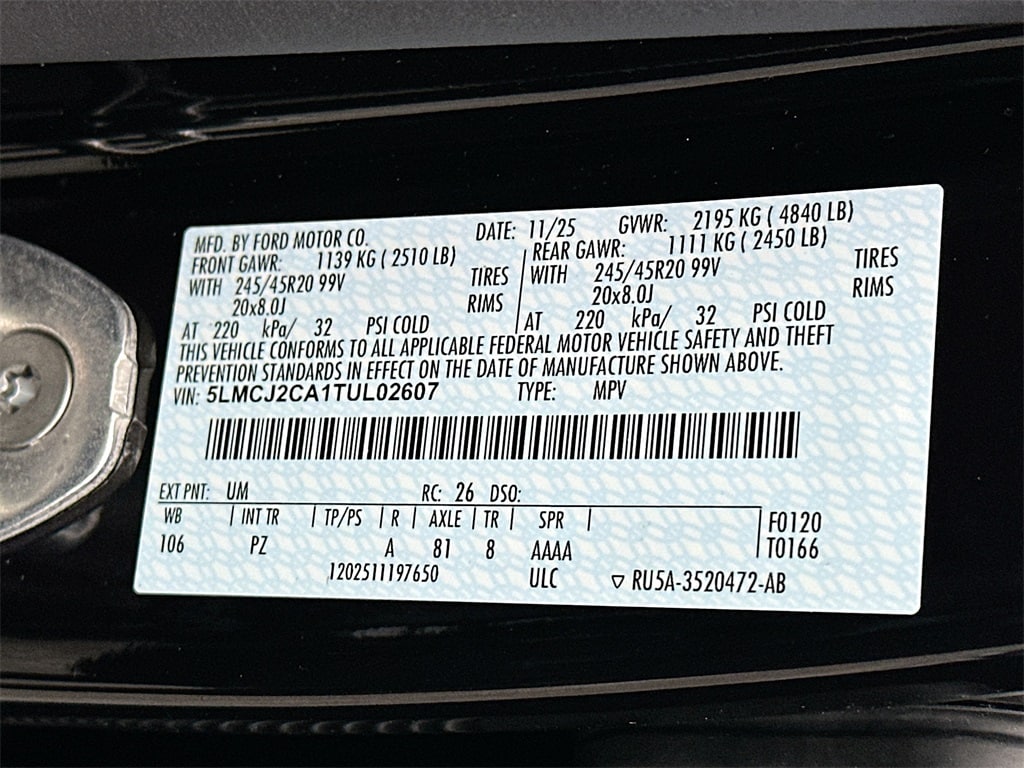 MFD. BY FORD MOTOR CO. DATE: 11/25 GVWR: 2195 KG ( 4840 LB)
FRONT GAWR: 1139 KG ( 2510 LB) REAR GAWR: 1111 KG ( 2450 LB)
WITH 245/45R20 99V TIRES WITH 245/45R20 99V TIRES
20x8.0J RIMS 20x8.0J RIMS
AT 220 kPa/ 32 PSI COLD AT 220 kPa/ 32 PSI COLD
THIS VEHICLE CONFORMS TO ALL APPLICABLE FEDERAL MOTOR VEHICLE SAFETY AND THEFT
PREVENTION STANDARDS IN EFFECT ON THE DATE OF MANUFACTURE SHOWN ABOVE.
VIN: 5LMCJ2CA1TUL02607 TYPE: MPV
EXT PNT: UM RC: 26 DSO:
WB | INT TR | TP/PS | R | AXLE | TR | SPR | F0120
106 PZ A 81 8 AAAA T0166
1202511197650 ULC ▽ RU5A-3520472-AB